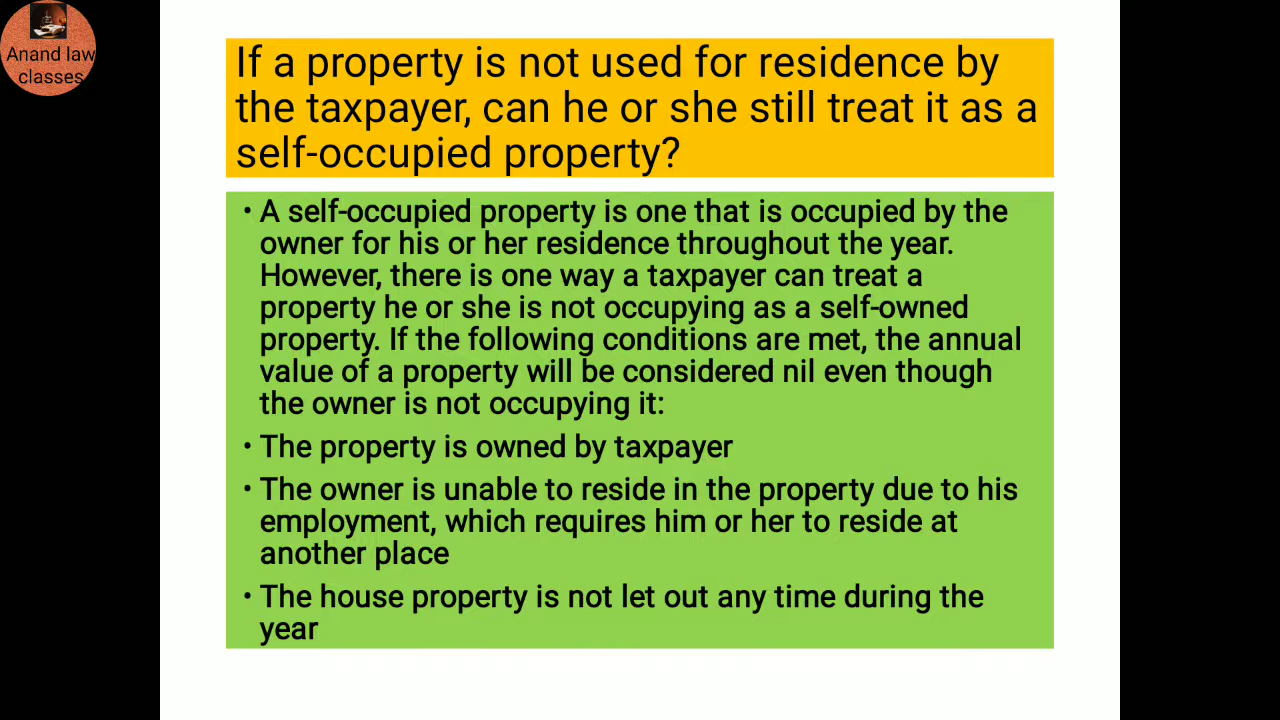 Anand law
classes
If a property is not used for residence by
the taxpayer, can he or she still treat it as a
self-occupied property?
• A self-occupied property is one that is occupied by the
owner for his or her residence throughout the year.
However, there is one way a taxpayer can treat a
property he or she is not occupying as a self-owned
property. If the following conditions are met, the annual
value of a property will be considered nil even though
the owner is not occupying it:
• The property is owned by taxpayer
• The owner is unable to reside in the property due to his
employment, which requires him or her to reside at
another place
• The house property is not let out any time during the
year